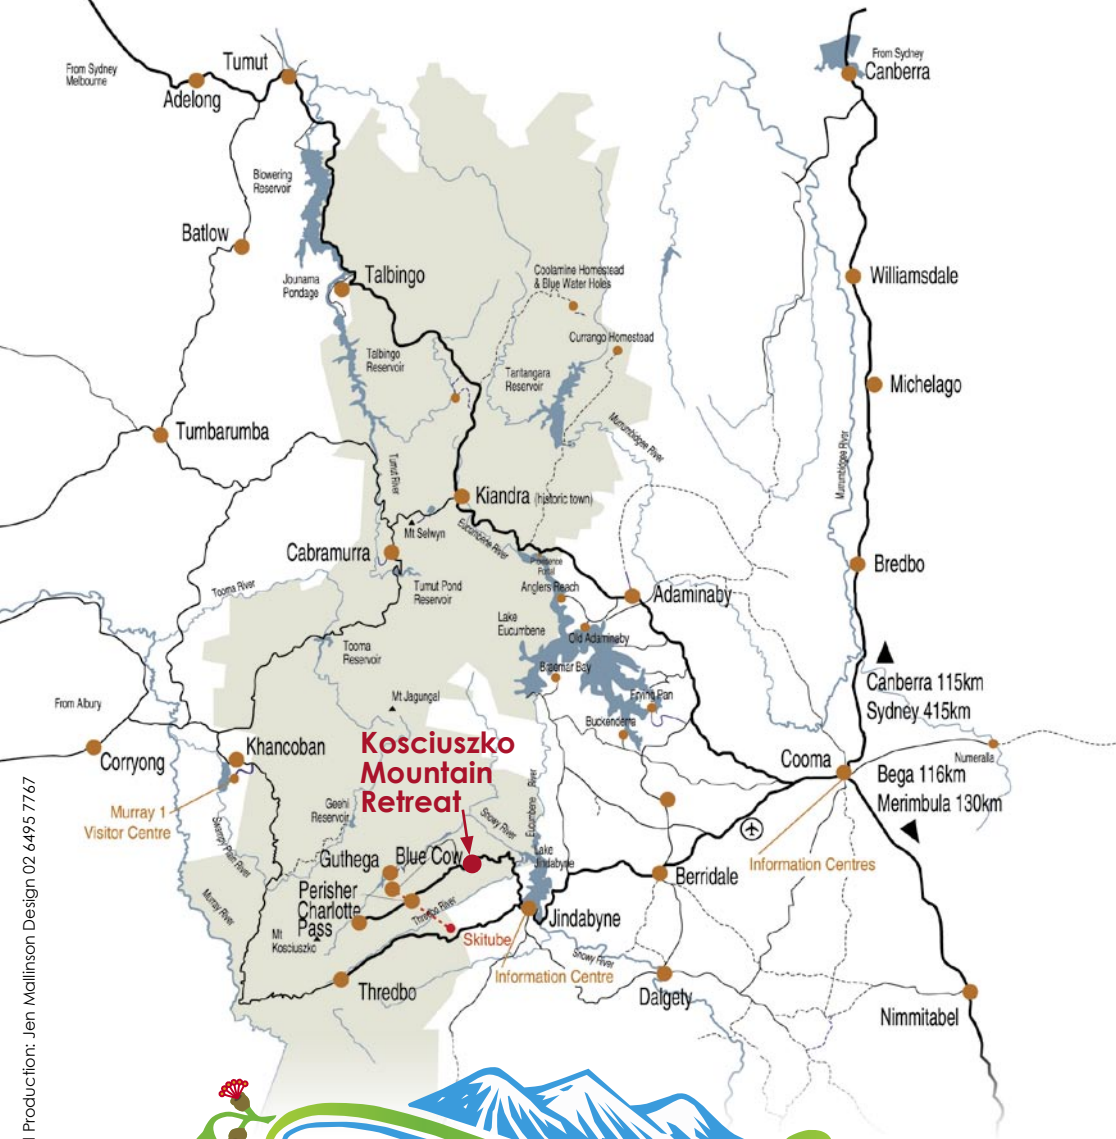 From Sydney
Melbourne
Tumut
Adelong
From Sydney
Canberra
Blowering
Reservoir
Batlow
Jounama
Pondage
Talbingo
Coolamine Homestead
& Blue Water Holes
Williamsdale
Currango Homestead
Talbingo
Reservoir
Tantangara
Reservoir
Michelago
Tumbarumba
Murrumbidgee River
Murrumbidgee River
Tumut River
Kiandra (historic town)
Mt Selwyn
Eucumbene River
Cabramurra
Providence
Portal
Bredbo
Tooma River
Tumut Pond
Reservoir
Anglers Reach
Adaminaby
Lake
Eucumbene
Old Adaminaby
Tooma
Reservoir
Braemar Bay
Canberra 115km
Sydney 415km
From Albury
Mt Jagungal
Frying Pan
Buckenderra
Khancoban
Corryong
Kosciuszko
Mountain
Retreat
Cooma
Numeralla
Bega 116km
Merimbula 130km
Murray 1
Visitor Centre
Geehi
Reservoir
Snowy River
Eucumbene River
Swampy Plain River
Guthega
Blue Cow
Lake
Jindabyne
Information Centres
Perisher
Charlotte
Pass
Berridale
Murray River
Thredbo River
Jindabyne
Mt
Kosciuszko
Skitube
Snowy River
Information Centre
Thredbo
Dalgety
Nimmitabel
l Production: Jen Mallinson Design 02 6495 7767